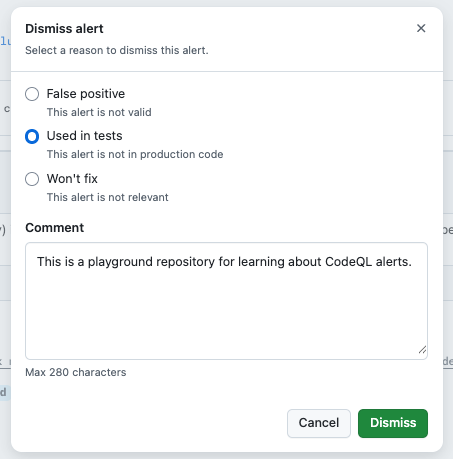 Dismiss alert
Select a reason to dismiss this alert.
False positive
This alert is not valid
Used in tests
This alert is not in production code
Won't fix
This alert is not relevant
Comment
This is a playground repository for learning about CodeQL alerts.
Max 280 characters
Cancel
Dismiss